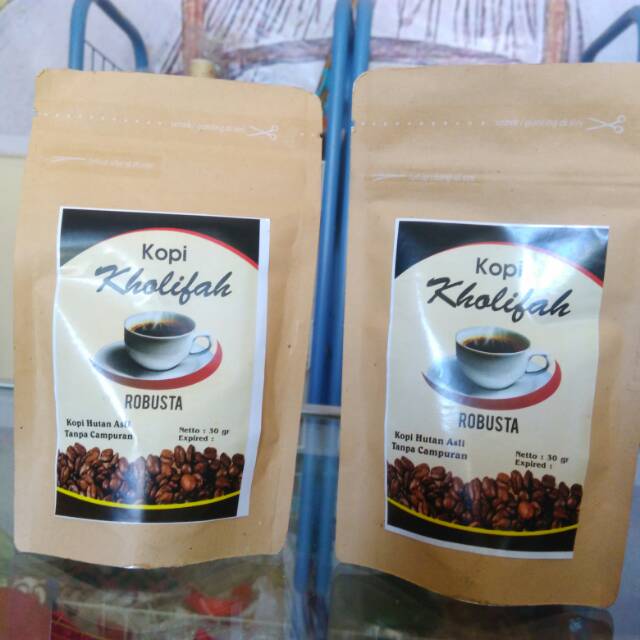 Kopi
Kholifah
ROBUSTA
Kopi Hutan Asli
Tanpa Campuran
Netto : 30 gr
Expired :
Kopi
Kholifah
ROBUSTA
Kopi Hutan Asli
Tanpa Campuran
Netto : 30 gr
Expired :